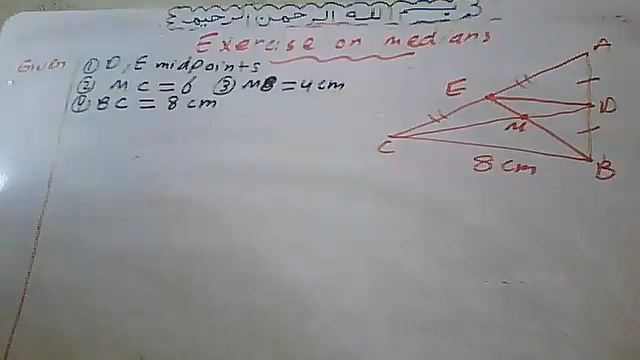 بسم الله الرحمن الرحيم
Exercise on medians
Given ① D, E midpoints
② MC = 6 ③ MB = 4 cm
④ BC = 8 cm
A
E
D
M
C
B
8 cm